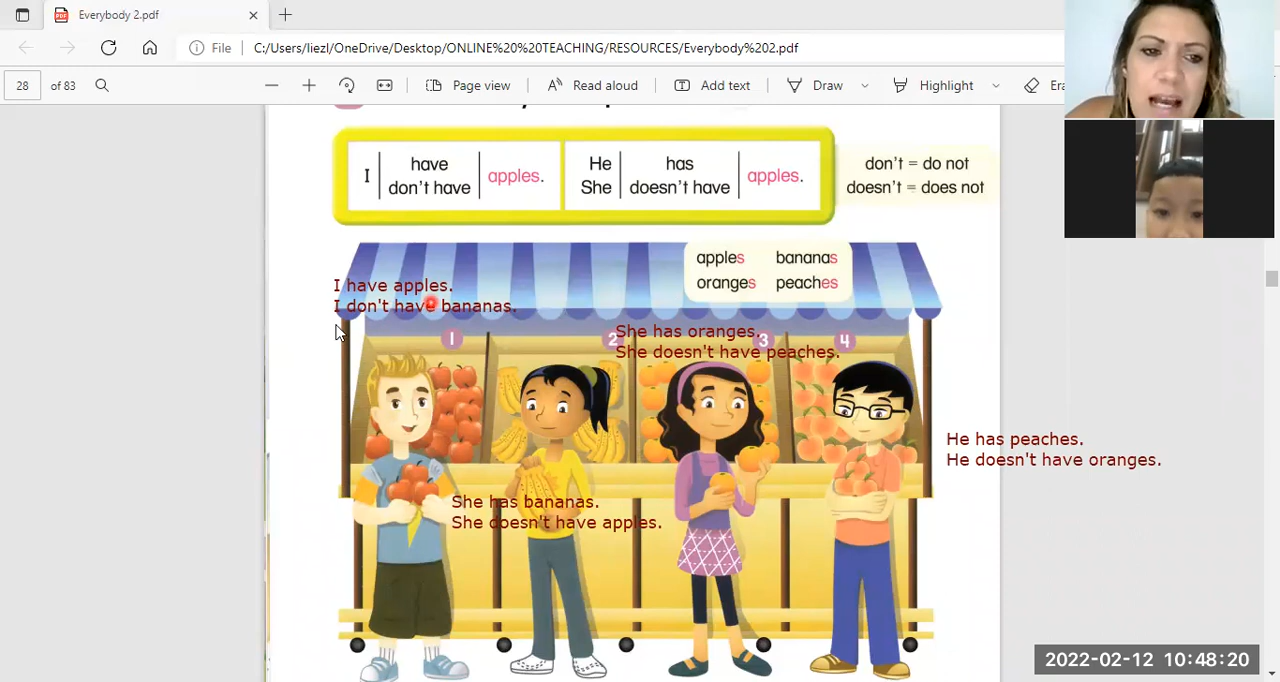 Everybody 2.pdf
File
C:/Users/liezl/OneDrive/Desktop/ONLINE%20%20TEACHING/RESOURCES/Everybody%202.pdf
28 of 83
Page view
Read aloud
Add text
Draw
Highlight
Era
I have don't have apples.
He She has doesn't have apples.
don't = do not
doesn't = does not
apples bananas
oranges peaches
I have apples.
I don't have bananas.
1 2 3 4
She has oranges.
She doesn't have peaches.
He has peaches.
He doesn't have oranges.
She has bananas.
She doesn't have apples.
2022-02-12 10:48:20